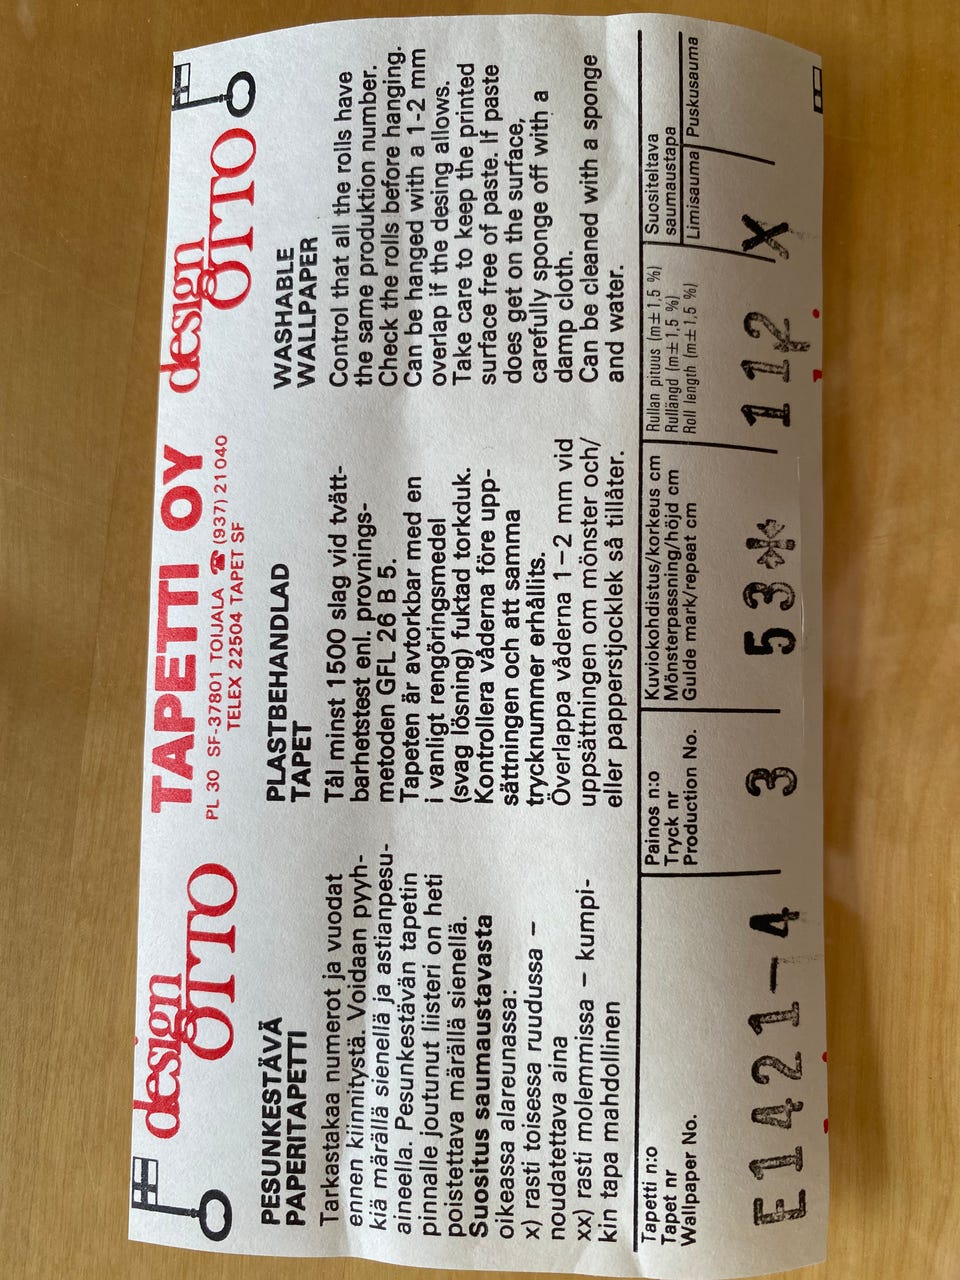 design
OTTO
TAPETTI OY
PL 30 SF-37801 TOIJALA ☎ (937) 21 040
TELEX 22504 TAPET SF
design
OTTO
PESUNKESTÄVÄ
PAPERITAPETTI
Tarkastakaa numerot ja vuodat
ennen kiinnitystä. Voidaan pyyh-
kiä märällä sienellä ja astianpesu-
aineella. Pesunkestävän tapetin
pinnalle joutunut liisteri on heti
poistettava märällä sienellä.
Suositus saumaustavasta
oikeassa alareunassa:
x) rasti toisessa ruudussa –
noudatettava aina
xx) rasti molemmissa – kumpi-
kin tapa mahdollinen
PLASTBEHANDLAD
TAPET
Tål minst 1500 slag vid tvätt-
barhetstest enl. provnings-
metoden GFL 26 B 5.
Tapeten är avtorkbar med en
i vanligt rengöringsmedel
(svag lösning) fuktad torkduk.
Kontrollera våderna före upp-
sättningen och att samma
trycknummer erhållits.
Överlappa våderna 1–2 mm vid
uppsättningen om mönster och/
eller papperstjocklek så tillåter.
WASHABLE
WALLPAPER
Control that all the rolls have
the same produktion number.
Check the rolls before hanging.
Can be hanged with a 1-2 mm
overlap if the desing allows.
Take care to keep the printed
surface free of paste. If paste
does get on the surface,
carefully sponge off with a
damp cloth.
Can be cleaned with a sponge
and water.
Tapetti n:o
Tapet nr
Wallpaper No.
E1421-4
Painos n:o
Tryck nr
Production No.
3
Kuviokohdistus/korkeus cm
Mönsterpassning/höjd cm
Guide mark/repeat cm
53*
Rullan pituus (m± 1,5 %)
Rullängd (m± 1,5 %)
Roll length (m± 1,5 %)
112
Suositeltava
saumaustapa
Limisauma
Puskusauma
X